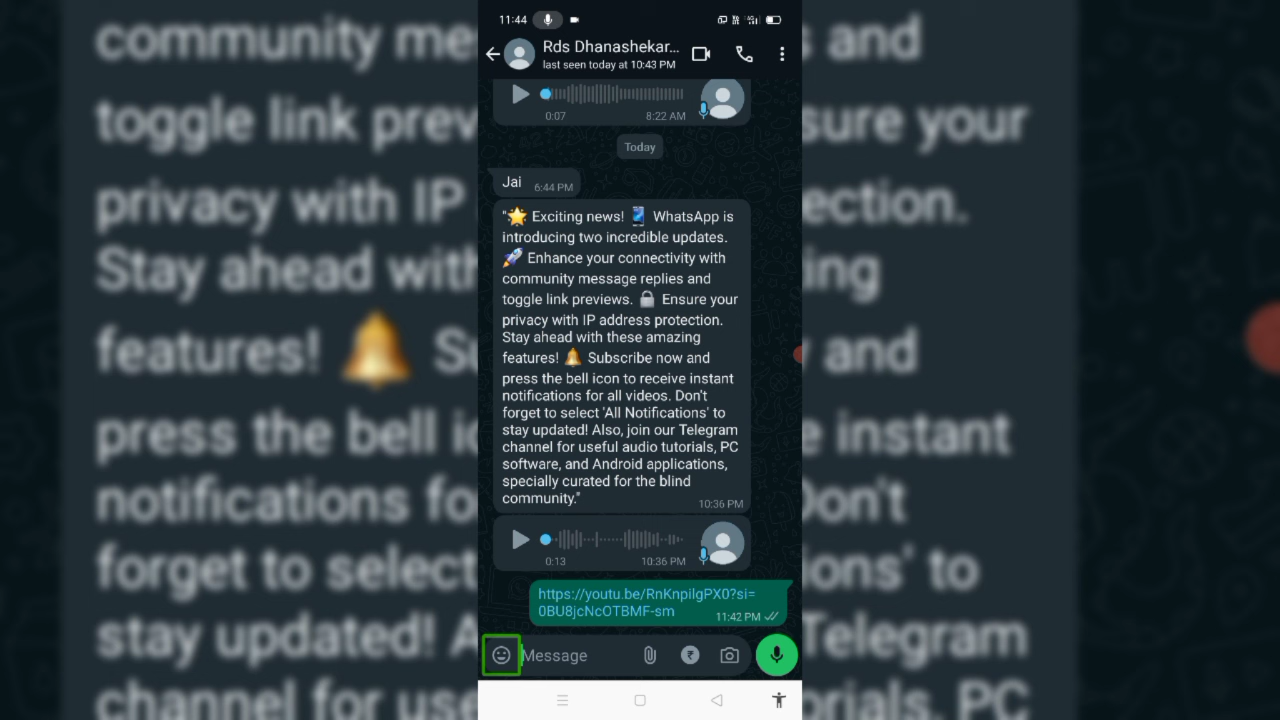 11:44
Rds Dhanashekar...
last seen today at 10:43 PM
0:07 8:22 AM
Today
Jai 6:44 PM
"🌟 Exciting news! 📱 WhatsApp is
introducing two incredible updates.
🚀 Enhance your connectivity with
community message replies and
toggle link previews. 🔒 Ensure your
privacy with IP address protection.
Stay ahead with these amazing
features! 🔔 Subscribe now and
press the bell icon to receive instant
notifications for all videos. Don't
forget to select 'All Notifications' to
stay updated! Also, join our Telegram
channel for useful audio tutorials, PC
software, and Android applications,
specially curated for the blind
community."
10:36 PM
0:13 10:36 PM
https://youtu.be/RnKnpilgPX0?si=
0BU8jcNcOTBMF-sm 11:42 PM
Message